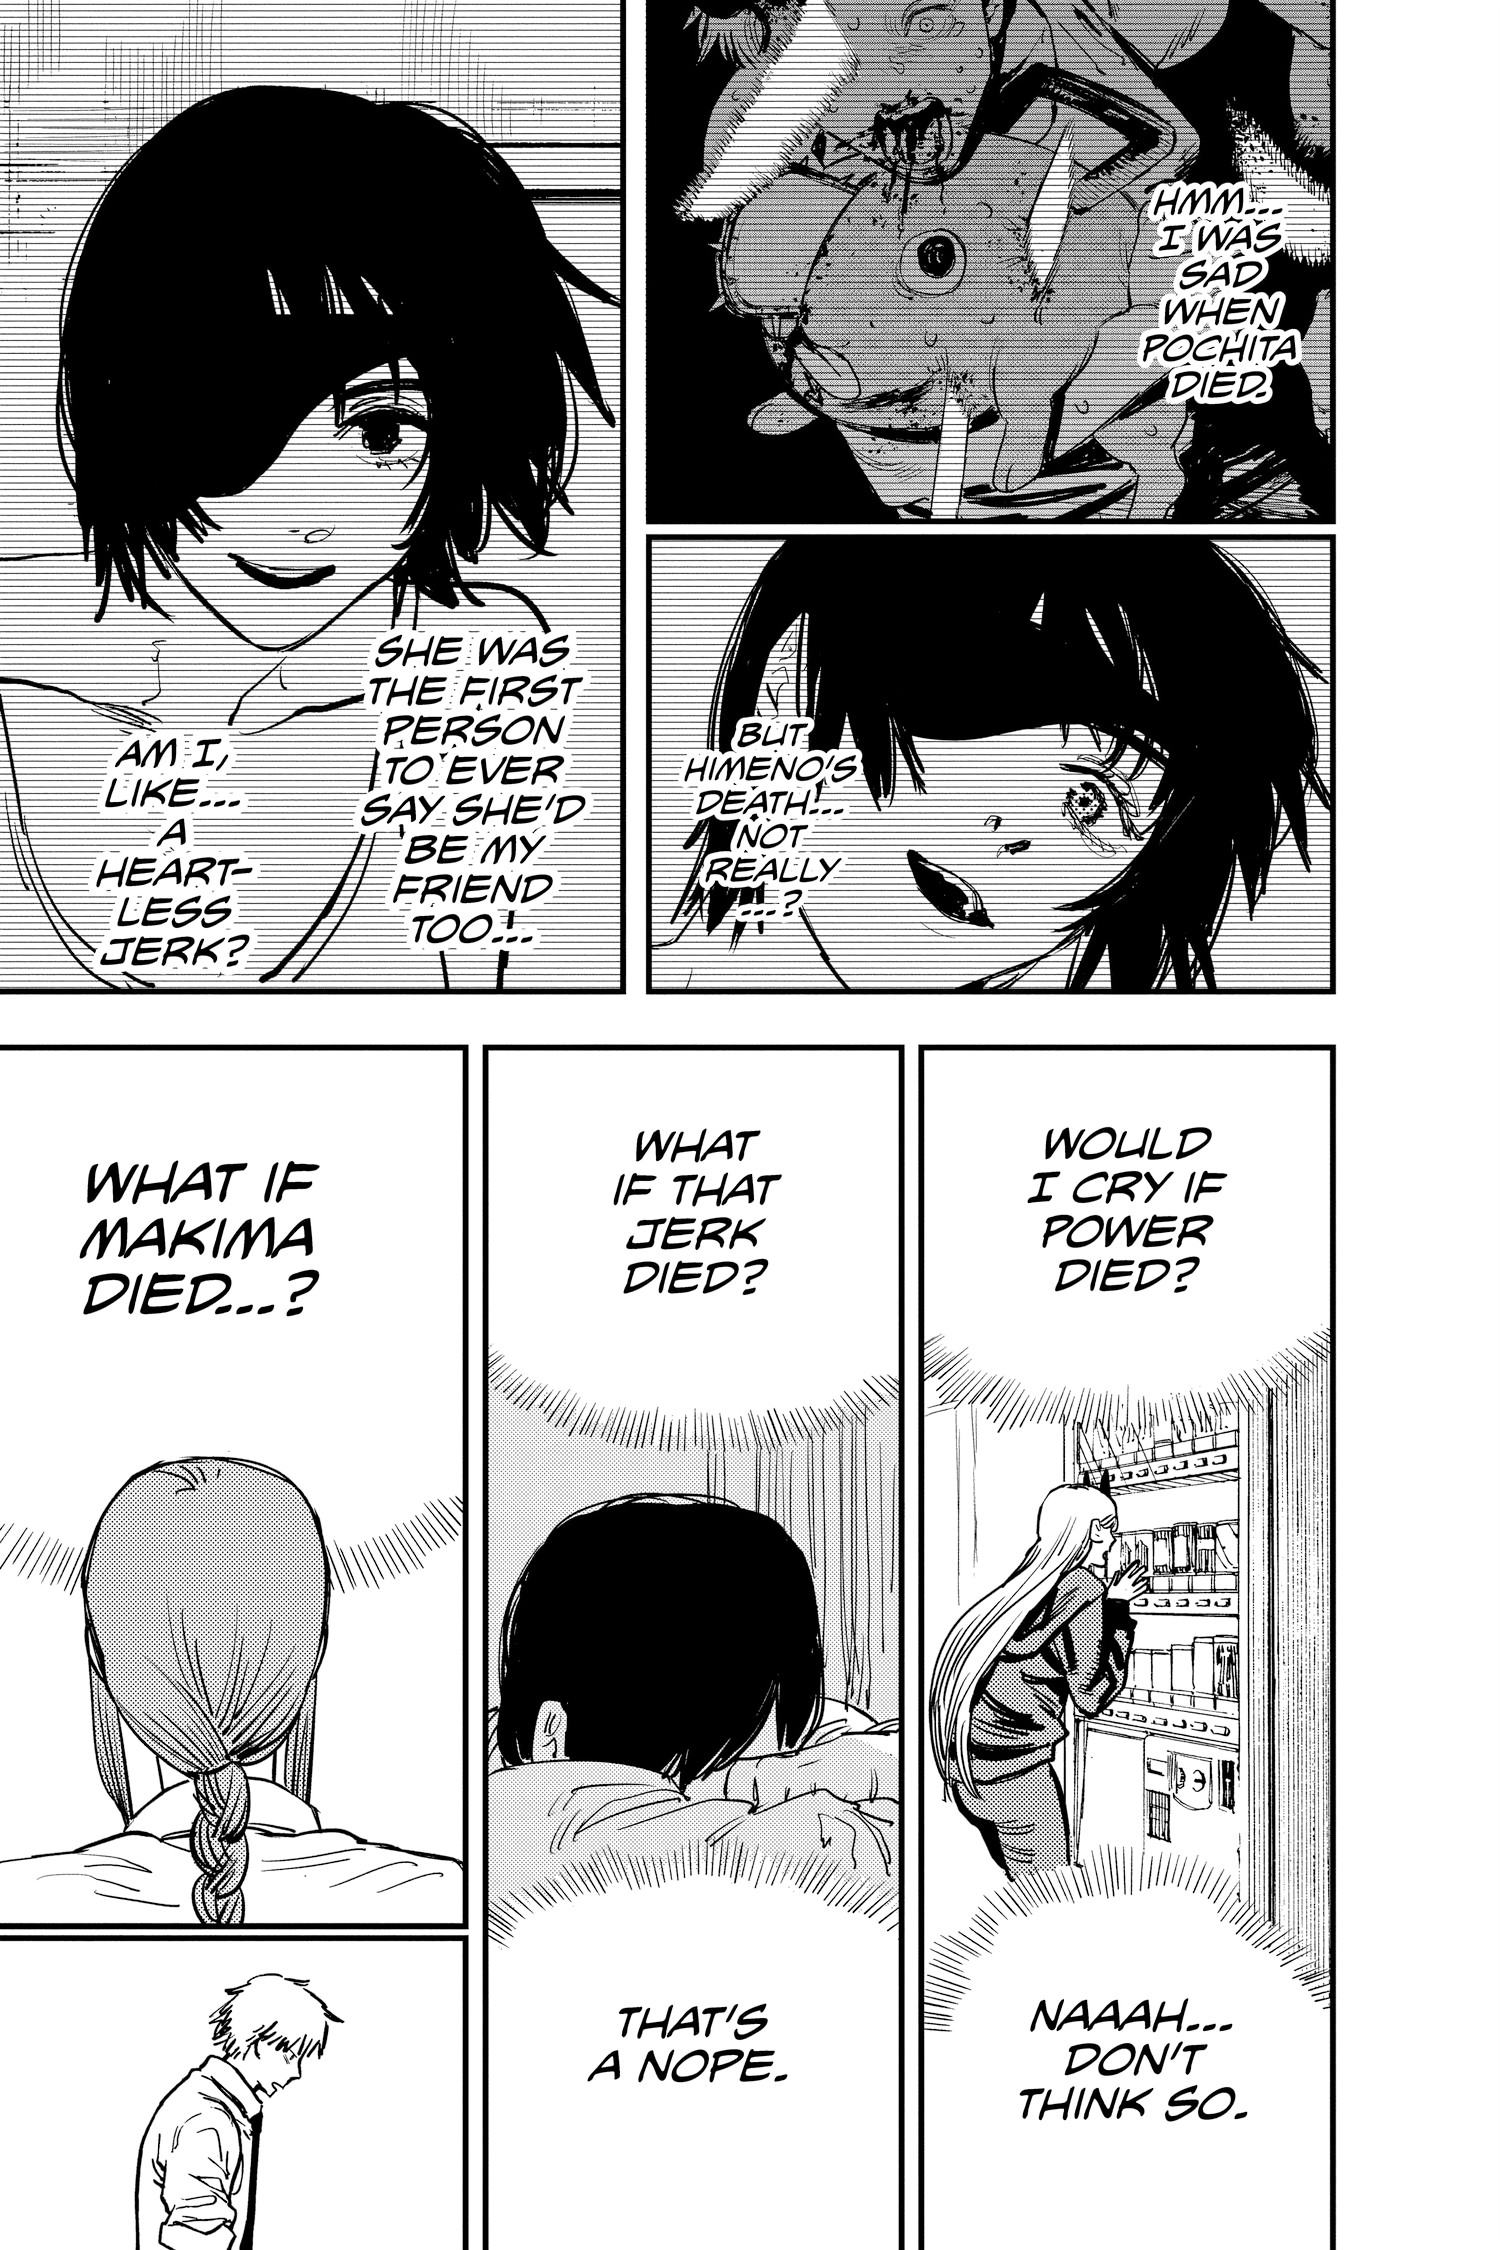 HMM...
I WAS
SAD
WHEN
POCHITA
DIED.
BUT
HIMENO'S
DEATH...
NOT
REALLY
...?
SHE WAS
THE FIRST
PERSON
TO EVER
SAY SHE'D
BE MY
FRIEND
TOO...
AM I,
LIKE...
A
HEART-
LESS
JERK?
WOULD
I CRY IF
POWER
DIED?
NAAAH...
DON'T
THINK SO.
WHAT
IF THAT
JERK
DIED?
THAT'S
A NOPE.
WHAT IF
MAKIMA
DIED...?